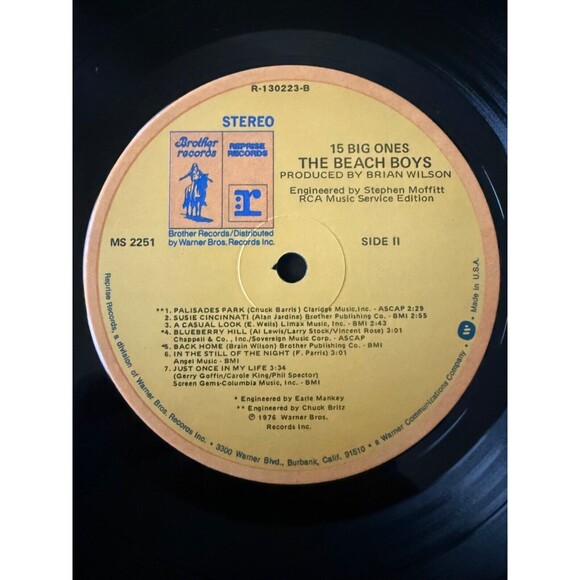 R-130223-B
STEREO
Brother
records
REPRISE
RECORDS
r
Brother Records/Distributed
by Warner Bros. Records Inc.
15 BIG ONES
THE BEACH BOYS
PRODUCED BY BRIAN WILSON
Engineered by Stephen Moffitt
RCA Music Service Edition
MS 2251
SIDE II
**1. PALISADES PARK (Chuck Barris) Claridge Music, Inc. - ASCAP 2:29
2. SUSIE CINCINNATI (Alan Jardine) Brother Publishing Co. - BMI 2:55
3. A CASUAL LOOK (E. Wells) Limax Music, Inc. - BMI 2:43
*4. BLUEBERRY HILL (Al Lewis/Larry Stock/Vincent Rose) 3:01
Chappell & Co., Inc./Sovereign Music Corp. - ASCAP
*5. BACK HOME (Brain Wilson) Brother Publishing Co. - BMI
6. IN THE STILL OF THE NIGHT (F. Parris) 3:01
Angel Music - BMI
7. JUST ONCE IN MY LIFE 3:34
(Gerry Goffin/Carole King/Phil Spector)
Screen Gems-Columbia Music, Inc. - BMI
* Engineered by Earle Mankey
** Engineered by Chuck Britz
℗ 1976 Warner Bros.
Records Inc.
Reprise Records, a division of Warner Bros. Records Inc. • 3300 Warner Blvd., Burbank, Calif. 91510 • a Warner Communications Company • W • Made in U.S.A.